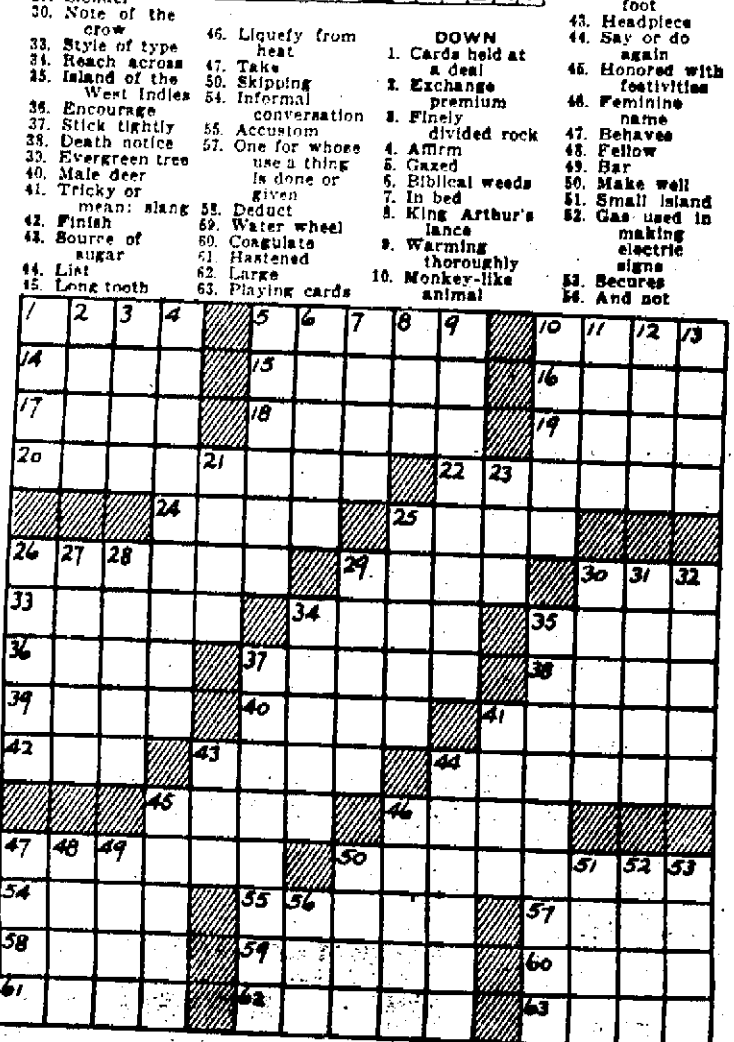 30. Note of the
crow
33. Style of type
34. Reach across
35. Island of the
West Indies
36. Encourage
37. Stick tightly
38. Death notice
39. Evergreen tree
40. Male deer
41. Tricky or
mean: slang
42. Finish
43. Source of
sugar
44. List
45. Long tooth
46. Liquefy from
heat
47. Take
50. Skipping
54. Informal
conversation
55. Accustom
57. One for whose
use a thing
is done or
given
58. Deduct
59. Water wheel
60. Coagulate
61. Hastened
62. Large
63. Playing cards
DOWN
1. Cards held at
a deal
2. Exchange
premium
3. Finely
divided rock
4. Affirm
5. Gazed
6. Biblical weeds
7. In bed
8. King Arthur's
lance
9. Warming
thoroughly
10. Monkey-like
animal
foot
43. Headpiece
44. Say or do
again
45. Honored with
festivities
46. Feminine
name
47. Behaves
48. Fellow
49. Bar
50. Make well
51. Small island
52. Gas used in
making
electric
signs
53. Secures
56. And not
1 2 3 4 5 6 7 8 9 10 11 12 13
14 15 16
17 18 19
20 21 22 23
24 25
26 27 28 29 30 31 32
33 34 35
36 37 38
39 40 41
42 43 44
45 46
47 48 49 50 51 52 53
54 55 56 57
58 59 60
61 62 63